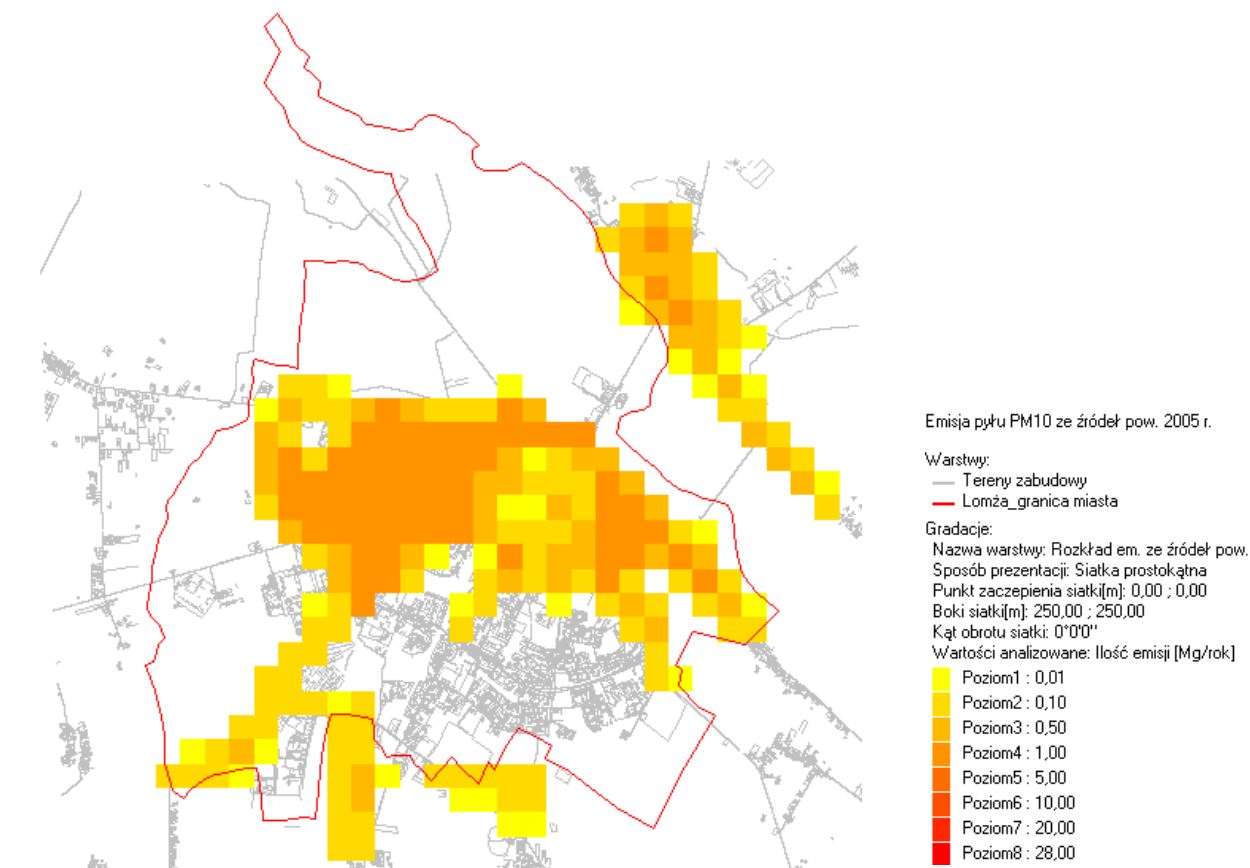 Emisja pyłu PM10 ze źródeł pow. 2005 r.
Warstwy:
Tereny zabudowy
Lomża_granica miasta
Gradacje:
Nazwa warstwy: Rozkład em. ze źródeł pow.
Sposób prezentacji: Siatka prostokątna
Punkt zaczepienia siatki[m]: 0,00 ; 0,00
Boki siatki[m]: 250,00 ; 250,00
Kąt obrotu siatki: 0°0'0''
Wartości analizowane: Ilość emisji [Mg/rok]
Poziom1 : 0,01
Poziom2 : 0,10
Poziom3 : 0,50
Poziom4 : 1,00
Poziom5 : 5,00
Poziom6 : 10,00
Poziom7 : 20,00
Poziom8 : 28,00